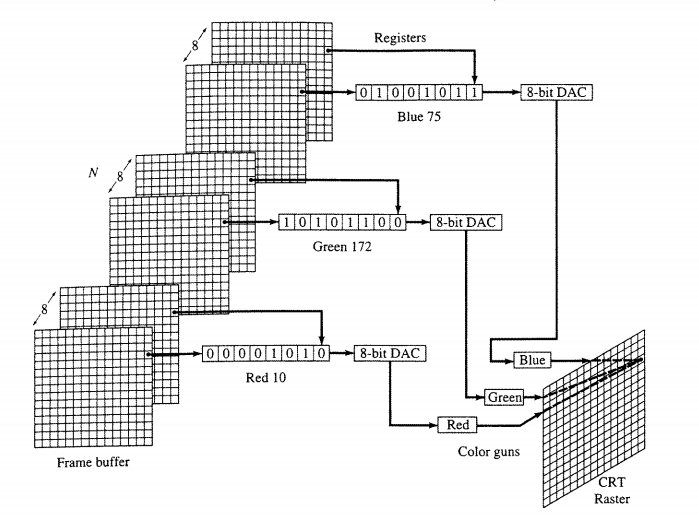 8
Registers
0 1 0 0 1 0 1 1
8-bit DAC
Blue 75
N
8
1 0 1 0 1 1 0 0
8-bit DAC
Green 172
8
0 0 0 0 1 0 1 0
8-bit DAC
Red 10
Blue
Green
Red
Color guns
Frame buffer
CRT
Raster